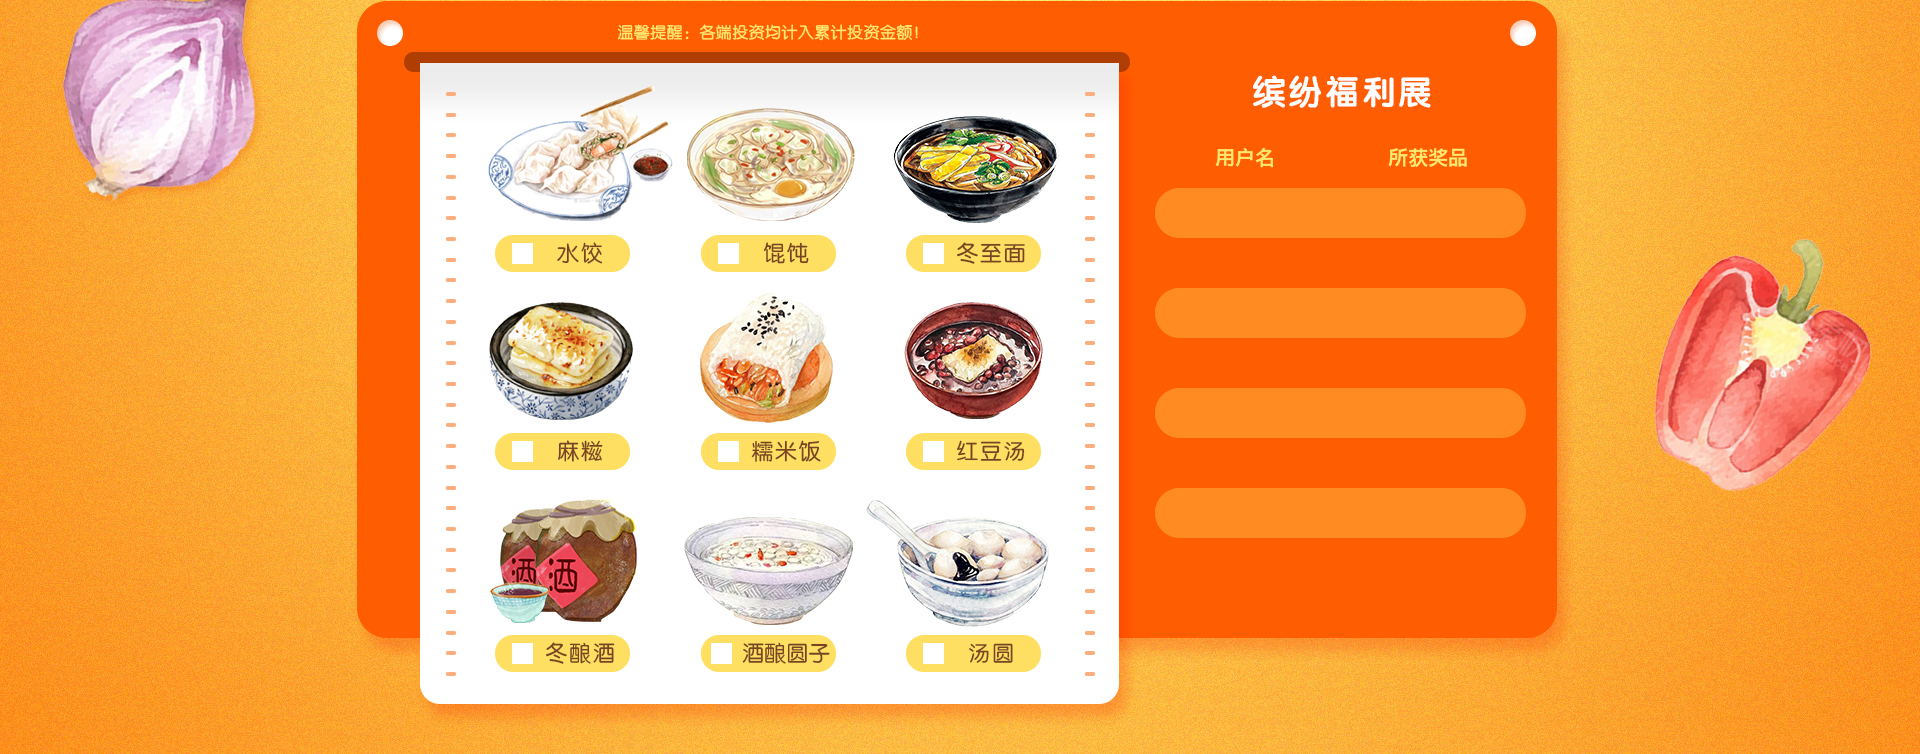 温馨提醒：各端投资均计入累计投资金额！
缤纷福利展
用户名 所获奖品
水饺 馄饨 冬至面
麻糍 糯米饭 红豆汤
酒 酒
冬酿酒 酒酿圆子 汤圆